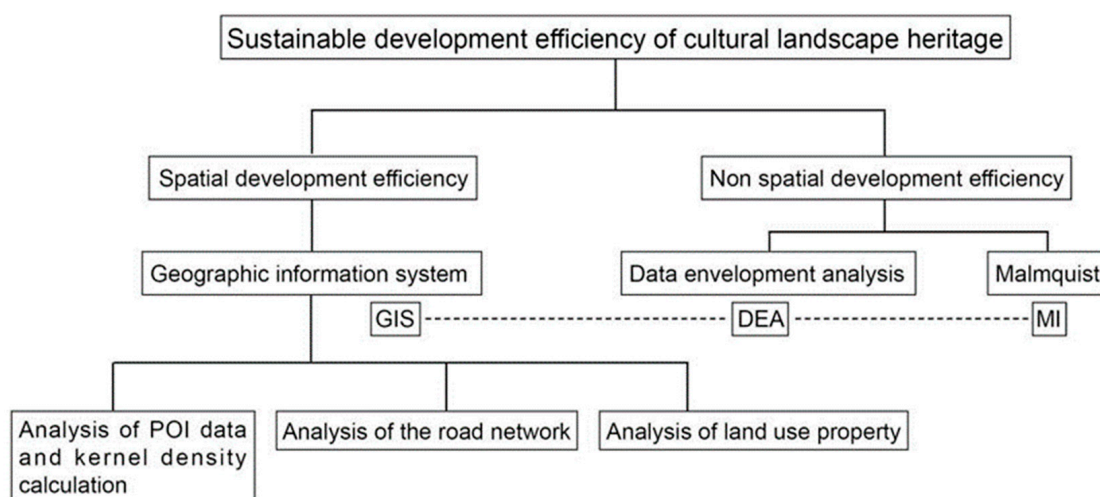 Sustainable development efficiency of cultural landscape heritage
Spatial development efficiency
Non spatial development efficiency
Geographic information system
Data envelopment analysis
Malmquist
GIS
DEA
MI
Analysis of POI data
and kernel density
calculation
Analysis of the road network
Analysis of land use property